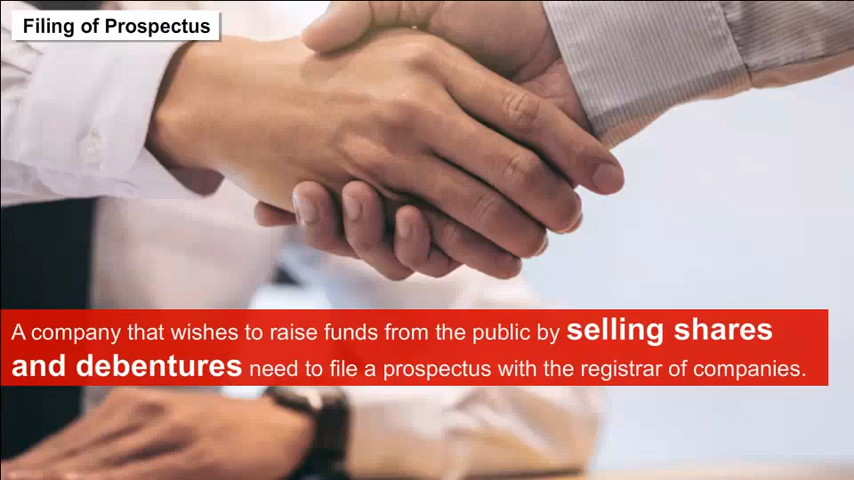 Filing of Prospectus
A company that wishes to raise funds from the public by selling shares
and debentures need to file a prospectus with the registrar of companies.